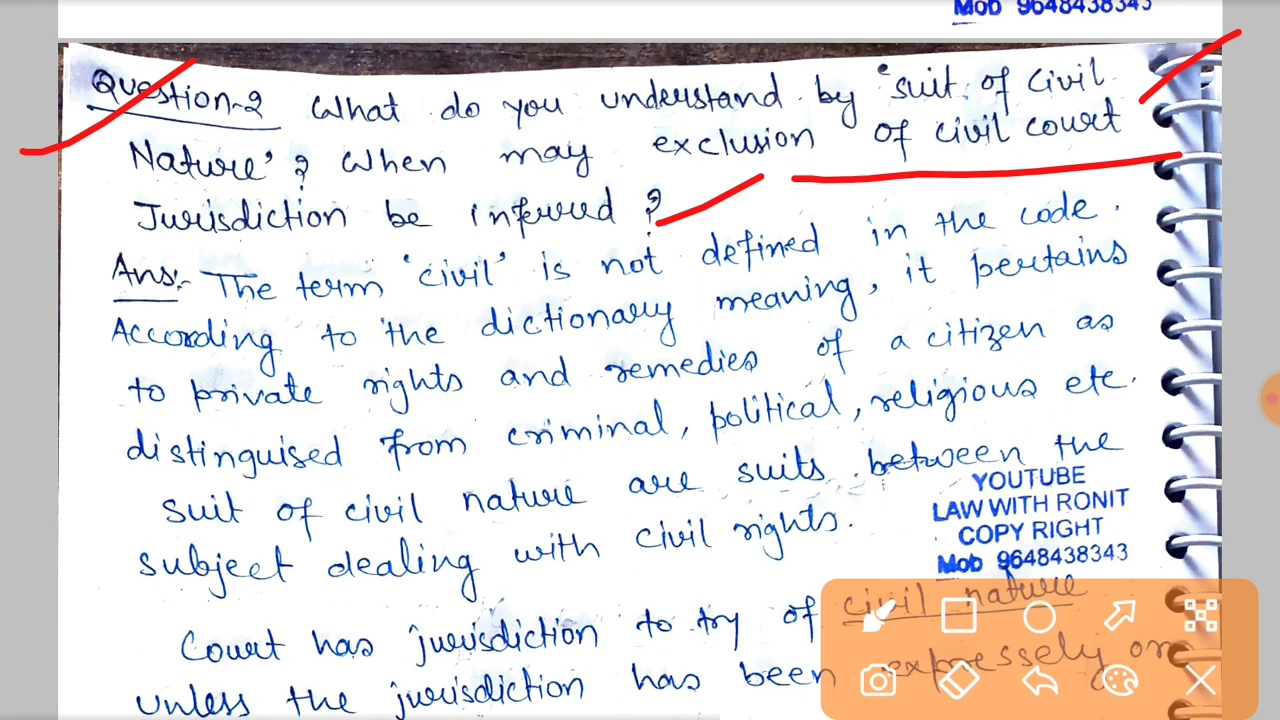 Mob 9648438343
Question-2 What do you understand by 'suit of Civil
Nature'? When may exclusion of civil court
Jurisdiction be inferred ?
Ans:- The term 'civil' is not defined in the code.
According to the dictionary meaning, it pertains
to private rights and remedies of a citizen as
distinguised from criminal, political, religious etc.
suit of civil nature are suits between the
subject dealing with civil rights.
YOUTUBE
LAW WITH RONIT
COPY RIGHT
Mob 9648438343
Court has jurisdiction to try of civil nature
unless the jurisdiction has been expressely or